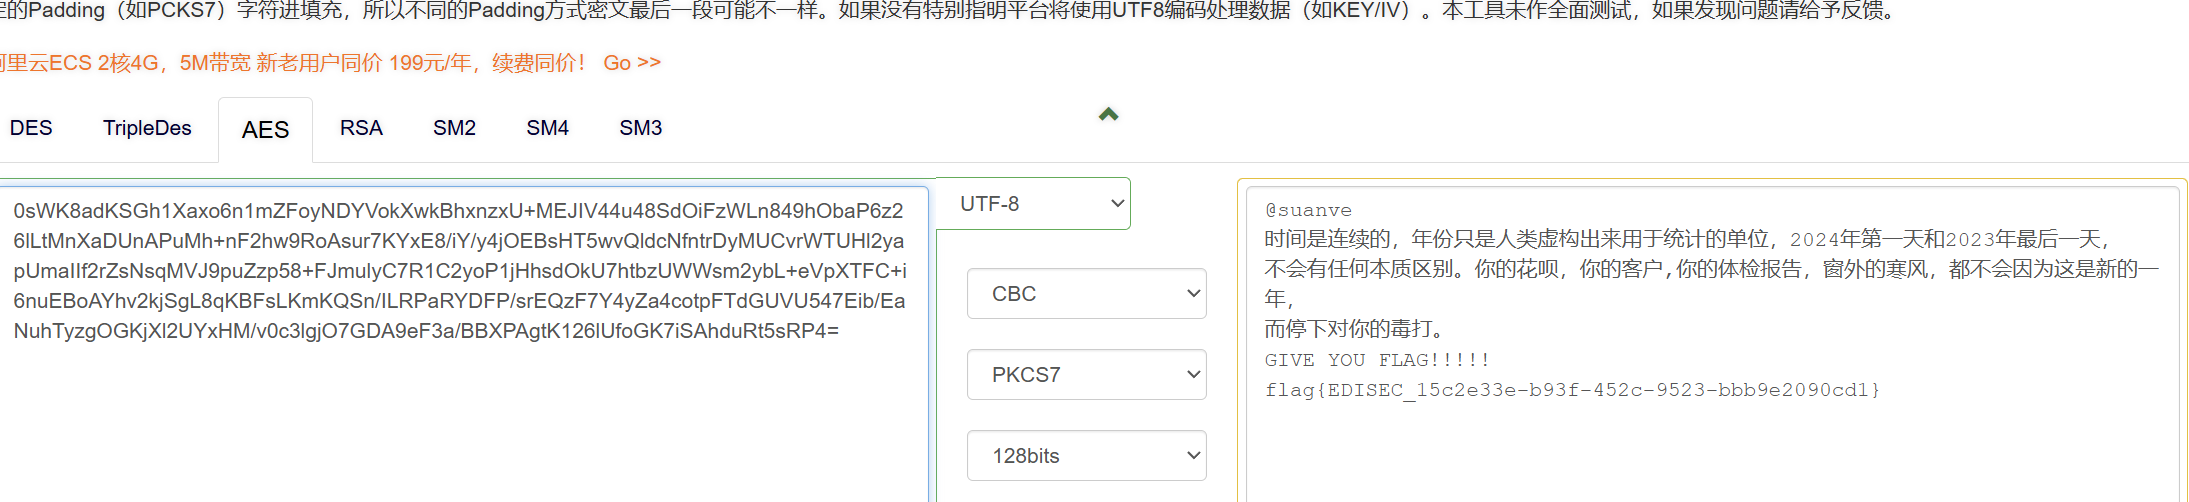 的Padding（如PCKS7）字符进填充，所以不同的Padding方式密文最后一段可能不一样。如果没有特别指明平台将使用UTF8编码处理数据（如KEY/IV）。本工具未作全面测试，如果发现问题请给予反馈。
阿里云ECS 2核4G，5M带宽 新老用户同价 199元/年，续费同价！ Go >>
DES TripleDes AES RSA SM2 SM4 SM3
0sWK8adKSGh1Xaxo6n1mZFoyNDYVokXwkBhxnzxU+MEJIV44u48SdOiFzWLn849hObaP6z2
6lLtMnXaDUnAPuMh+nF2hw9RoAsur7KYxE8/iY/y4jOEBsHT5wvQldcNfntrDyMUCvrWTUHI2ya
pUmaIIf2rZsNsqMVJ9puZzp58+FJmulyC7R1C2yoP1jHhsdOkU7htbzUWWsm2ybL+eVpXTFC+i
6nuEBoAYhv2kjSgL8qKBFsLKmKQSn/ILRPaRYDFP/srEQzF7Y4yZa4cotpFTdGUVU547Eib/Ea
NuhTyzgOGKjXl2UYxHM/v0c3lgjO7GDA9eF3a/BBXPAgtK126lUfoGK7iSAhduRt5sRP4=
UTF-8
CBC
PKCS7
128bits
@suanve
时间是连续的，年份只是人类虚构出来用于统计的单位，2024年第一天和2023年最后一天，
不会有任何本质区别。你的花呗，你的客户,你的体检报告，窗外的寒风，都不会因为这是新的一
年，
而停下对你的毒打。
GIVE YOU FLAG!!!!!
flag{EDISEC_15c2e33e-b93f-452c-9523-bbb9e2090cd1}